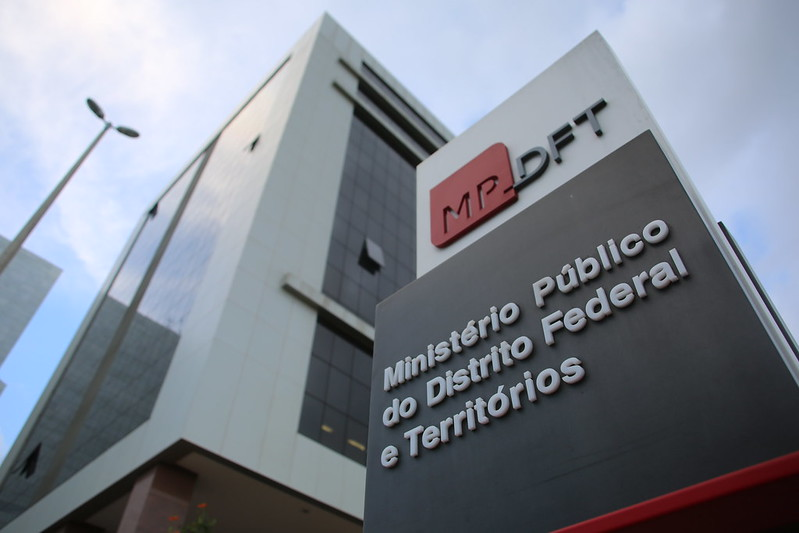 MPDFT
Ministério Público
do Distrito Federal
e Territórios